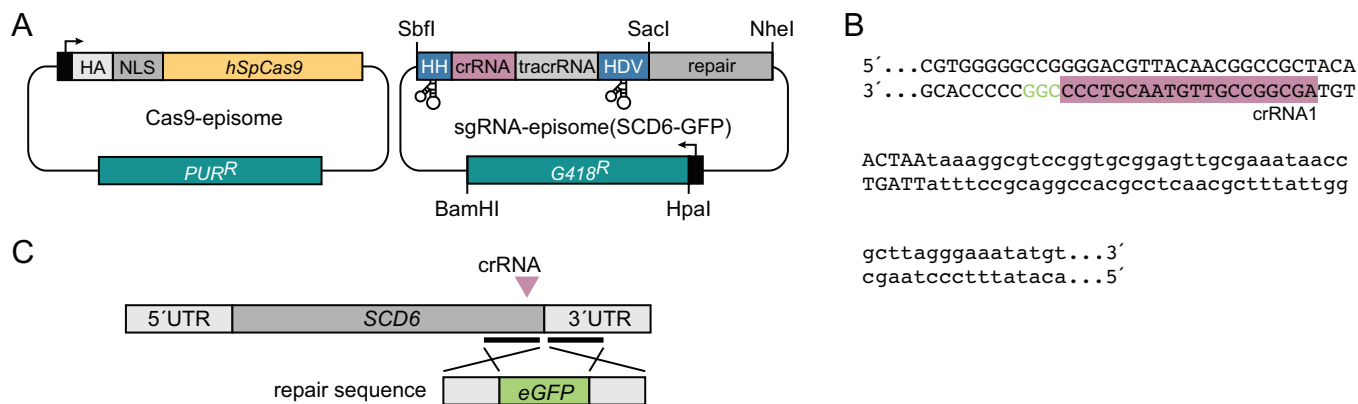 A
SbfI SacI NheI
HA NLS hSpCas9
HH crRNA tracrRNA HDV repair
Cas9-episome
sgRNA-episome(SCD6-GFP)
PURR
G418R
BamHI HpaI
B
5´...CGTGGGGGCCGGGGACGTTACAACGGCCGCTACA
3´...GCACCCCCGGCCCCTGCAATGTTGCCGGCGATGT
crRNA1
ACTAAtaaaggcgtccggtgcggagttgcgaaataacc
TGATTatttccgcaggccacgcctcaacgctttattgg
gcttagggaaatatgt...3´
cgaatccctttataca...5´
C
crRNA
5´UTR SCD6 3´UTR
repair sequence eGFP